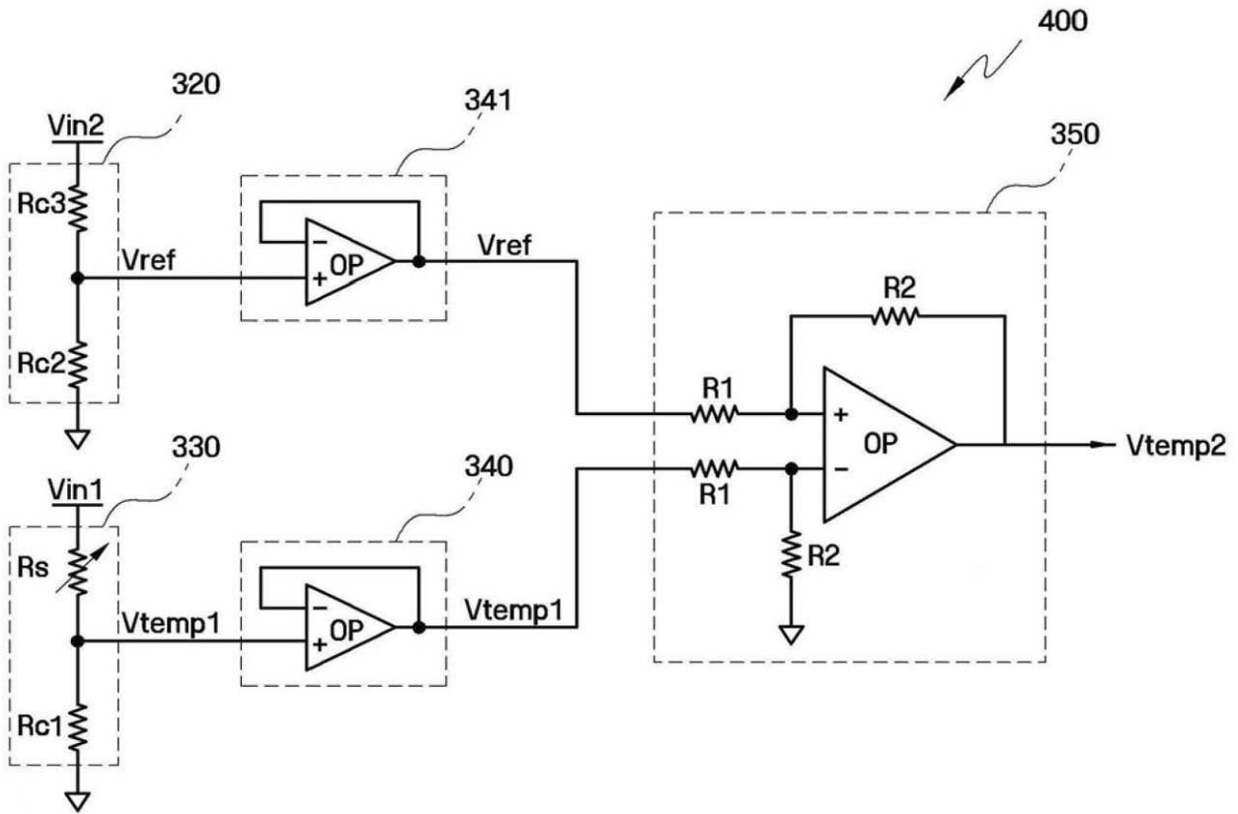 400
320
Vin2
Rc3
Vref
Rc2
341
−
OP
+
Vref
350
R2
R1
+
OP
−
R1
R2
Vtemp2
330
Vin1
Rs
Vtemp1
Rc1
340
−
OP
+
Vtemp1